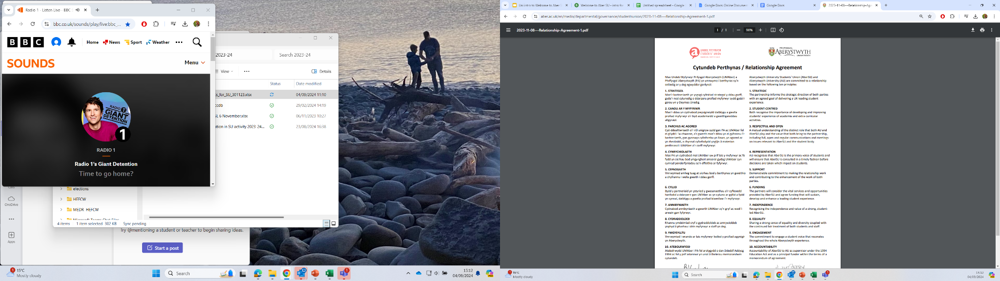 Radio 1 - Listen Live - BBC
bbc.co.uk/sounds/play/live:bbc_...
BBC
Home
News
Sport
Weather
SOUNDS
Menu
RADIO 1
GIANT
DETENTION
1
RADIO 1
Radio 1's Giant Detention
Time to go home?
2023-24
Search 2023-24
View
Details
Status
Date modified
s_for_SU_301123.xlsx
04/09/2024 11:10
ccdb
29/02/2024 14:19
SL 6 November.xlsx
06/11/2023 10:27
ation in SU activity 2023-24...
23/08/2024 16:38
elections
HEFCW
MEDR HEFCW
Microsoft Teams Chat Files
4 items
1 item selected 302 KB
Sync pending
Calls
OneDrive
Apps
Try @mentioning a student or teacher to begin sharing ideas.
Start a post
15°C
Mostly cloudy
Search
15:12
04/09/2024
Uni intro to Welcome to Aber
Welcome to Aber SU - intro fo
Untitled spreadsheet - Google
Google Docs: Online Documen
Google Docs
2023-11-08---Relationship-Agre
aber.ac.uk/en/media/departmental/governance/studentsunion/2023-11-08---Relationship-Agreement-1.pdf
2023-11-08---Relationship-Agreement-1.pdf
1 / 1
90%
UNDEB MYFYRWYR
STUDENTS' UNION
PRIFYSGOL
ABERYSTWYTH
UNIVERSITY
Cytundeb Perthynas / Relationship Agreement
Mae Undeb Myfyrwyr Prifysgol Aberystwyth (UMAber) a
Phrifysgol Aberystwyth (PA) yn ymrwymo i berthynas sy'n
seiliedig ar y deg egwyddor ganlynol:
1. STRATEGOL
Mae'r bartneriaeth yn ysgogi cyfeiriad strategol y ddau gorff,
gyda'r nod cytunedig o ddarparu profiad myfyrwyr sydd gyda'r
gorau yn y Deyrnas Unedig.
2. CANOLI AR Y MYFYRIWR
Mae'r ddau yn cydnabod pwysigrwydd datblygu a gwella
profiad myfyrwyr o'r byd academaidd a gweithgareddau
allgyrsiol.
3. PARCHUS AC AGORED
Cyd-ddealltwriaeth o'r rôl unigryw sydd gan PA ac UMAber fel
ei gilydd i 'w chwarae, a'r gwerth mae'r ddau yn ei gyfrannu i'r
bartneriaeth, gan gynnwys cyfathrebu yn llawn, yn agored ac
yn rheolaidd, a chynnal cyfarfodydd ynglŷn â materion
perthnasol i UMAber a'r corff myfyrwyr.
4. CYNRYCHIOLAETH
Mae PA yn cydnabod mai UMAber yw prif lais y myfyrwyr ac fe
fydd yn sicrhau bod ymgynghori amserol gydag UMAber cyn
cymryd penderfyniadau sy'n effeithio ar fyfyrwyr.
5. CEFNOGAETH
Ymrwymiad amlwg tuag at sicrhau bod y berthynas yn gweithio
a chyfrannu i wella gwaith i ddau gorff.
6. CYLLID
Bydd y partneriaid yn ystyried y gwasanaethau a'r cyfleoedd
hanfodol a ddarperir gan UMAber ac yn cytuno ar gyllid a fydd
yn cynnal, datblygu a gwella profiad blaenllaw i'r myfyrwyr.
7. ANNIBYNIAETH
Cydnabod annibyniaeth a gwerth UMAber sy'n gryf ac wedi'i
arwain gan fyfyrwyr.
8. CYDRADDOLDEB
Rhannu ymdeimlad cryf o gydraddoldeb ac amrywioldeb
ynghyd â pharhau i drin myfyrwyr a staff yn deg.
9. YMGYSYLLTU
Ymrwymiad i wrando ar lais myfyrwyr ledled y profiad a gynigir
yn Aberystwyth.
10. ATEBOLRWYDD
Atebolrwydd UMAber i PA fel arolygydd o dan Ddeddf Addysg
1994 ac fel y prif ariannwr yn unol â thelerau memorandwm
cytundeb.
Aberystwyth University Students' Union (AberSU) and
Aberystwyth University (AU) are committed to a relationship
based on the following ten principles:
1. STRATEGIC
The partnership informs the strategic direction of both parties
with an agreed goal of delivering a UK-leading student
experience.
2. STUDENT-CENTRED
Both recognise the importance of developing and improving
students' experience of academia and extra-curricular
activities.
3. RESPECTFUL AND OPEN
A mutual understanding of the distinct role that both AU and
AberSU play and the value that both bring to the partnership,
including full, open and regular communications and meetings
on issues relevant to AberSU and the student body.
4. REPRESENTATION
AU recognises that AberSU is the primary voice of students and
will ensure that AberSU is consulted in a timely fashion before
decisions are taken which impact on students.
5. SUPPORT
Demonstrable commitment to making the relationship work
and contributing to the enhancement of the work of both
parties.
6. FUNDING
The partners will consider the vital services and opportunities
provided by AberSU and agree funding that will sustain,
develop and enhance a leading student experience.
7. INDEPENDENCE
Recognising the independence and value of a strong, student-
led AberSU.
8. EQUALITY
Sharing a strong sense of equality and diversity coupled with
the continued fair treatment of both students and staff.
9. ENGAGEMENT
The commitment to engage a student voice that resonates
throughout the whole Aberystwyth experience.
10. ACCOUNTABILITY
Accountability of AberSU to AU as supervisor under the 1994
Education Act and as a principal funder within the terms of a
memorandum of agreement.
15°C
Mostly cloudy
Search
15:12
04/09/2024